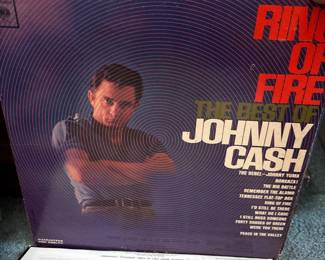 RING
OF
FIRE
THE BEST OF
JOHNNY
CASH
THE REBEL—JOHNNY YUMA
BONANZA!
THE BIG BATTLE
REMEMBER THE ALAMO
TENNESSEE FLAT-TOP BOX
RING OF FIRE
I'D STILL BE THERE
WHAT DO I CARE
I STILL MISS SOMEONE
FORTY SHADES OF GREEN
WERE YOU THERE
PEACE IN THE VALLEY